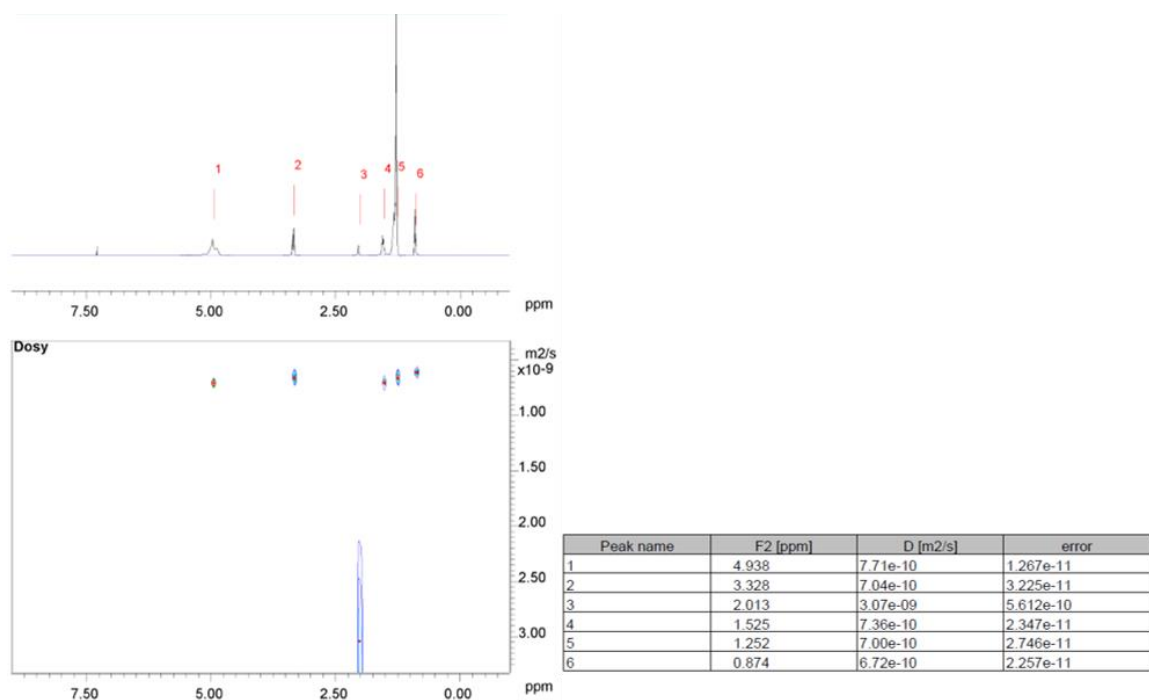 1
2
3
4
5
6
7.50
5.00
2.50
0.00
ppm
Dosy
m2/s
x10-9
1.00
1.50
2.00
2.50
3.00
7.50
5.00
2.50
0.00
ppm
Peak name F2 [ppm] D [m2/s] error
1 4.938 7.71e-10 1.267e-11
2 3.328 7.04e-10 3.225e-11
3 2.013 3.07e-09 5.612e-10
4 1.525 7.36e-10 2.347e-11
5 1.252 7.00e-10 2.746e-11
6 0.874 6.72e-10 2.257e-11